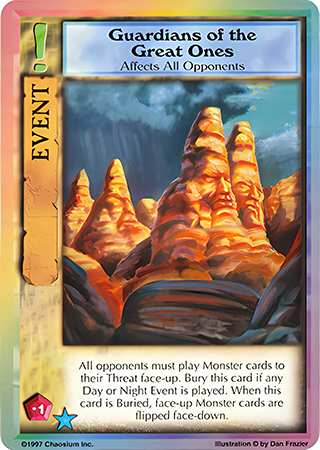 Guardians of the
Great Ones
Affects All Opponents
EVENT
All opponents must play Monster cards to
their Threat face-up. Bury this card if any
Day or Night Event is played. When this
card is Buried, face-up Monster cards are
flipped face-down.
-1
©1997 Chaosium Inc.
Illustration © by Dan Frazier